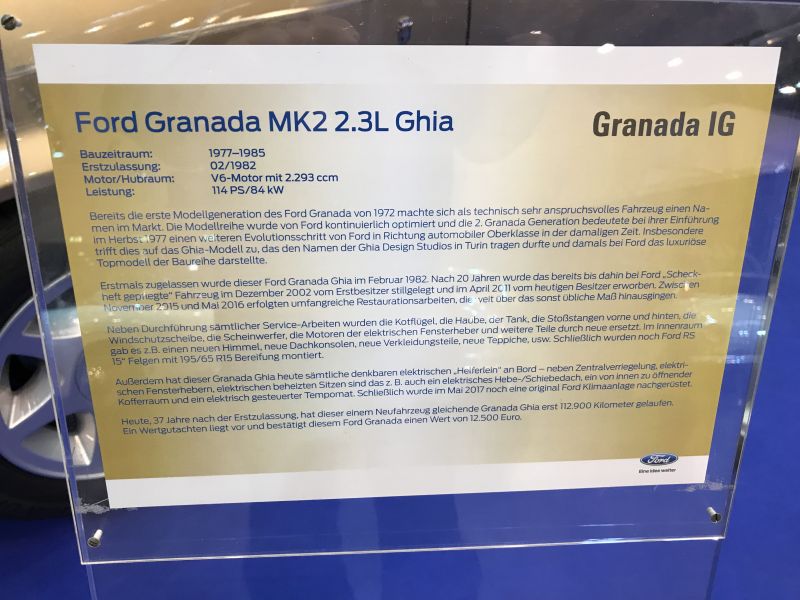 Ford Granada MK2 2.3L Ghia
Granada IG
Bauzeitraum: 1977–1985
Erstzulassung: 02/1982
Motor/Hubraum: V6-Motor mit 2.293 ccm
Leistung: 114 PS/84 kW
Bereits die erste Modellgeneration des Ford Granada von 1972 machte sich als technisch sehr anspruchsvolles Fahrzeug einen Na-
men im Markt. Die Modellreihe wurde von Ford kontinuierlich optimiert und die 2. Granada Generation bedeutete bei ihrer Einführung
im Herbst 1977 einen weiteren Evolutionsschritt von Ford in Richtung automobiler Oberklasse in der damaligen Zeit. Insbesondere
trifft dies auf das Ghia-Modell zu, das den Namen der Ghia Design Studios in Turin tragen durfte und damals bei Ford das luxuriöse
Topmodell der Baureihe darstellte.
Erstmals zugelassen wurde dieser Ford Granada Ghia im Februar 1982. Nach 20 Jahren wurde das bereits bis dahin bei Ford „Scheck-
heft gepflegte" Fahrzeug im Dezember 2002 vom Erstbesitzer stillgelegt und im April 2011 vom heutigen Besitzer erworben. Zwischen
November 2015 und Mai 2016 erfolgten umfangreiche Restaurationsarbeiten, die weit über das sonst übliche Maß hinausgingen.
Neben Durchführung sämtlicher Service-Arbeiten wurden die Kotflügel, die Haube, der Tank, die Stoßstangen vorne und hinten, die
Windschutzscheibe, die Scheinwerfer, die Motoren der elektrischen Fensterheber und weitere Teile durch neue ersetzt. Im Innenraum
gab es z.B. einen neuen Himmel, neue Dachkonsolen, neue Verkleidungsteile, neue Teppiche, usw. Schließlich wurden noch Ford RS
15" Felgen mit 195/65 R15 Bereifung montiert.
Außerdem hat dieser Granada Ghia heute sämtliche denkbaren elektrischen „Helferlein" an Bord – neben Zentralverriegelung, elektri-
schen Fensterhebern, elektrischen beheizten Sitzen sind das z. B. auch ein elektrisches Hebe-/Schiebedach, ein von innen zu öffnender
Kofferraum und ein elektrisch gesteuerter Tempomat. Schließlich wurde im Mai 2017 noch eine original Ford Klimaanlage nachgerüstet.
Heute, 37 Jahre nach der Erstzulassung, hat dieser einem Neufahrzeug gleichende Granada Ghia erst 112.900 Kilometer gelaufen.
Ein Wertgutachten liegt vor und bestätigt diesem Ford Granada einen Wert von 12.500 Euro.
Ford
Eine Idee weiter